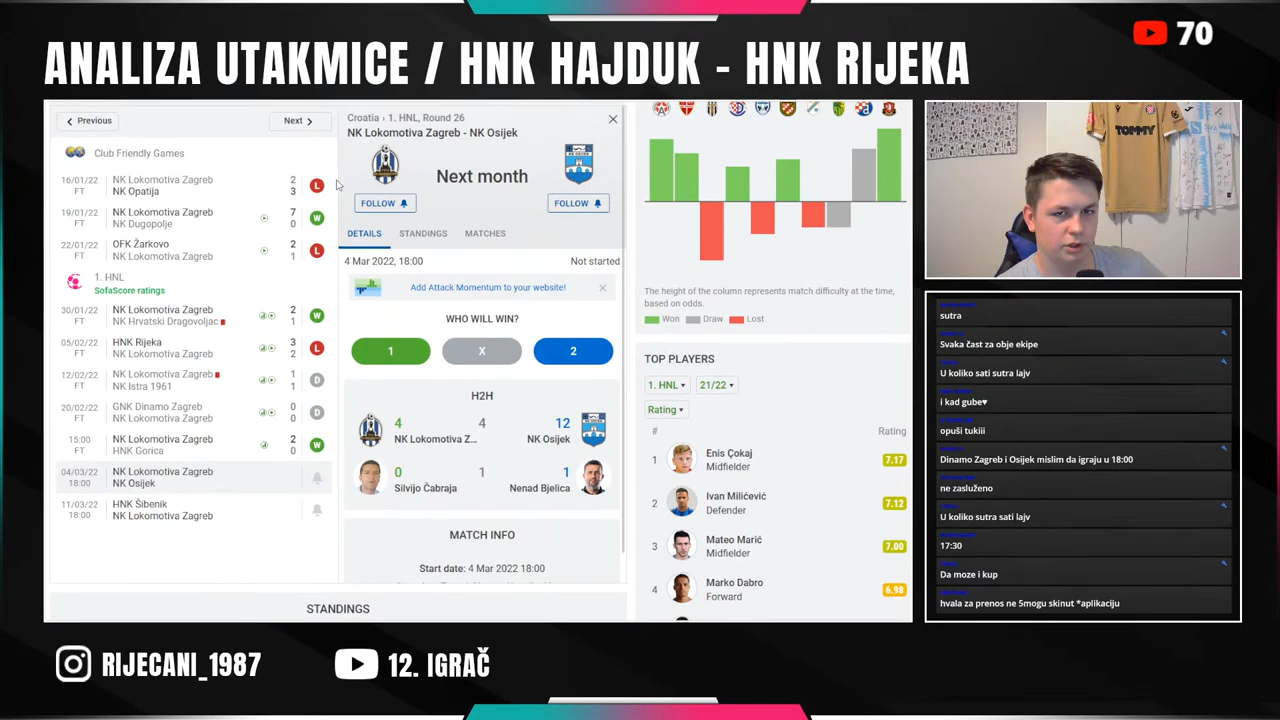 ANALIZA UTAKMICE / HNK HAJDUK - HNK RIJEKA
70
Previous
Next
Club Friendly Games
16/01/22 NK Lokomotiva Zagreb 2
FT NK Opatija 3 L
19/01/22 NK Lokomotiva Zagreb 7
FT NK Dugopolje 0 W
22/01/22 OFK Žarkovo 2
FT NK Lokomotiva Zagreb 1 L
1. HNL
SofaScore ratings
30/01/22 NK Lokomotiva Zagreb 2
FT NK Hrvatski Dragovoljac 1 W
05/02/22 HNK Rijeka 3
FT NK Lokomotiva Zagreb 2 L
12/02/22 NK Lokomotiva Zagreb 1
FT NK Istra 1961 1 D
20/02/22 GNK Dinamo Zagreb 0
FT NK Lokomotiva Zagreb 0 D
15:00 NK Lokomotiva Zagreb 2
FT HNK Gorica 0 W
04/03/22 NK Lokomotiva Zagreb
18:00 NK Osijek
11/03/22 HNK Šibenik
18:00 NK Lokomotiva Zagreb
Croatia › 1. HNL, Round 26
NK Lokomotiva Zagreb - NK Osijek
Next month
FOLLOW FOLLOW
DETAILS STANDINGS MATCHES
4 Mar 2022, 18:00 Not started
Add Attack Momentum to your website!
WHO WILL WIN?
1 X 2
H2H
4 4 12
NK Lokomotiva Z... NK Osijek
0 1 1
Silvijo Čabraja Nenad Bjelica
MATCH INFO
Start date: 4 Mar 2022 18:00
STANDINGS
The height of the column represents match difficulty at the time,
based on odds.
Won Draw Lost
TOP PLAYERS
1. HNL 21/22
Rating
# Rating
1 Enis Çokaj 7.17
Midfielder
2 Ivan Milićević 7.12
Defender
3 Mateo Marić 7.00
Midfielder
4 Marko Dabro 6.98
Forward
TOMMY
sutra
Svaka čast za obje ekipe
U koliko sati sutra lajv
i kad gube♥
opuši tukiii
Dinamo Zagreb i Osijek mislim da igraju u 18:00
ne zasluženo
U koliko sutra sati lajv
17:30
Da moze i kup
hvala za prenos ne 5mogu skinut *aplikaciju
RIJECANI_1987
12. IGRAČ